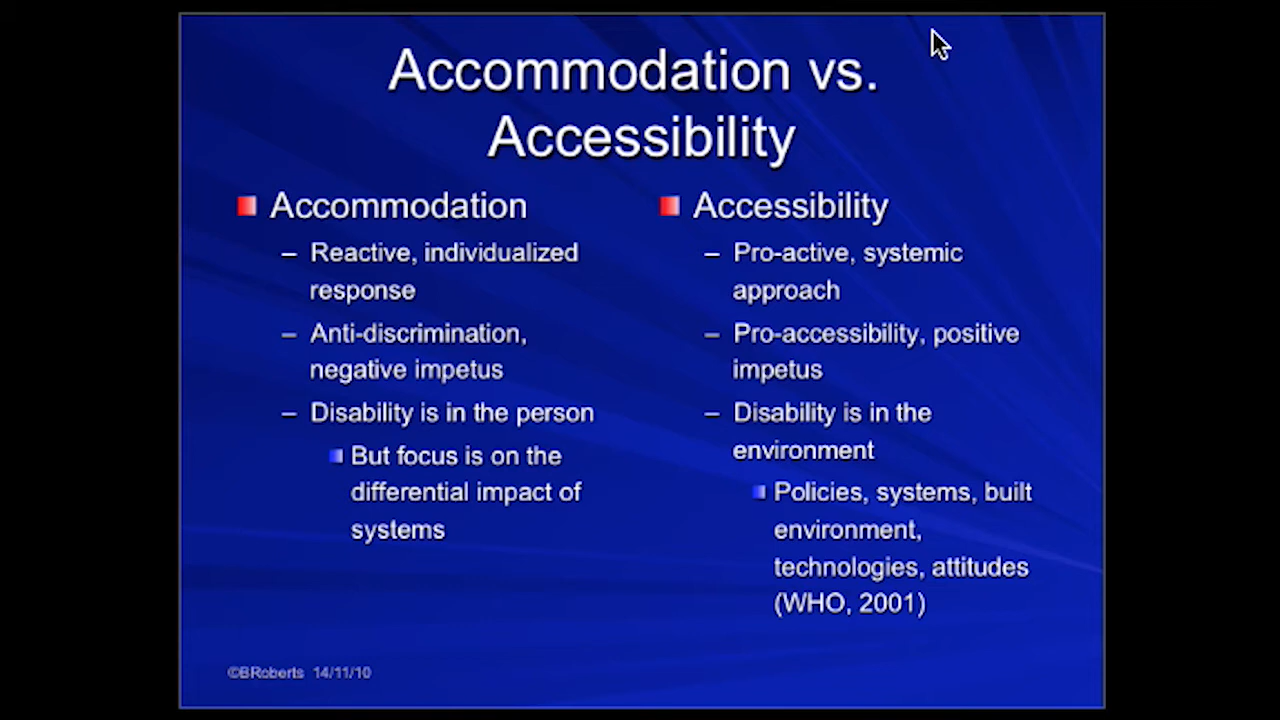 Accommodation vs.
Accessibility
Accommodation
– Reactive, individualized
response
– Anti-discrimination,
negative impetus
– Disability is in the person
But focus is on the
differential impact of
systems
Accessibility
– Pro-active, systemic
approach
– Pro-accessibility, positive
impetus
– Disability is in the
environment
Policies, systems, built
environment,
technologies, attitudes
(WHO, 2001)
©BRoberts 14/11/10